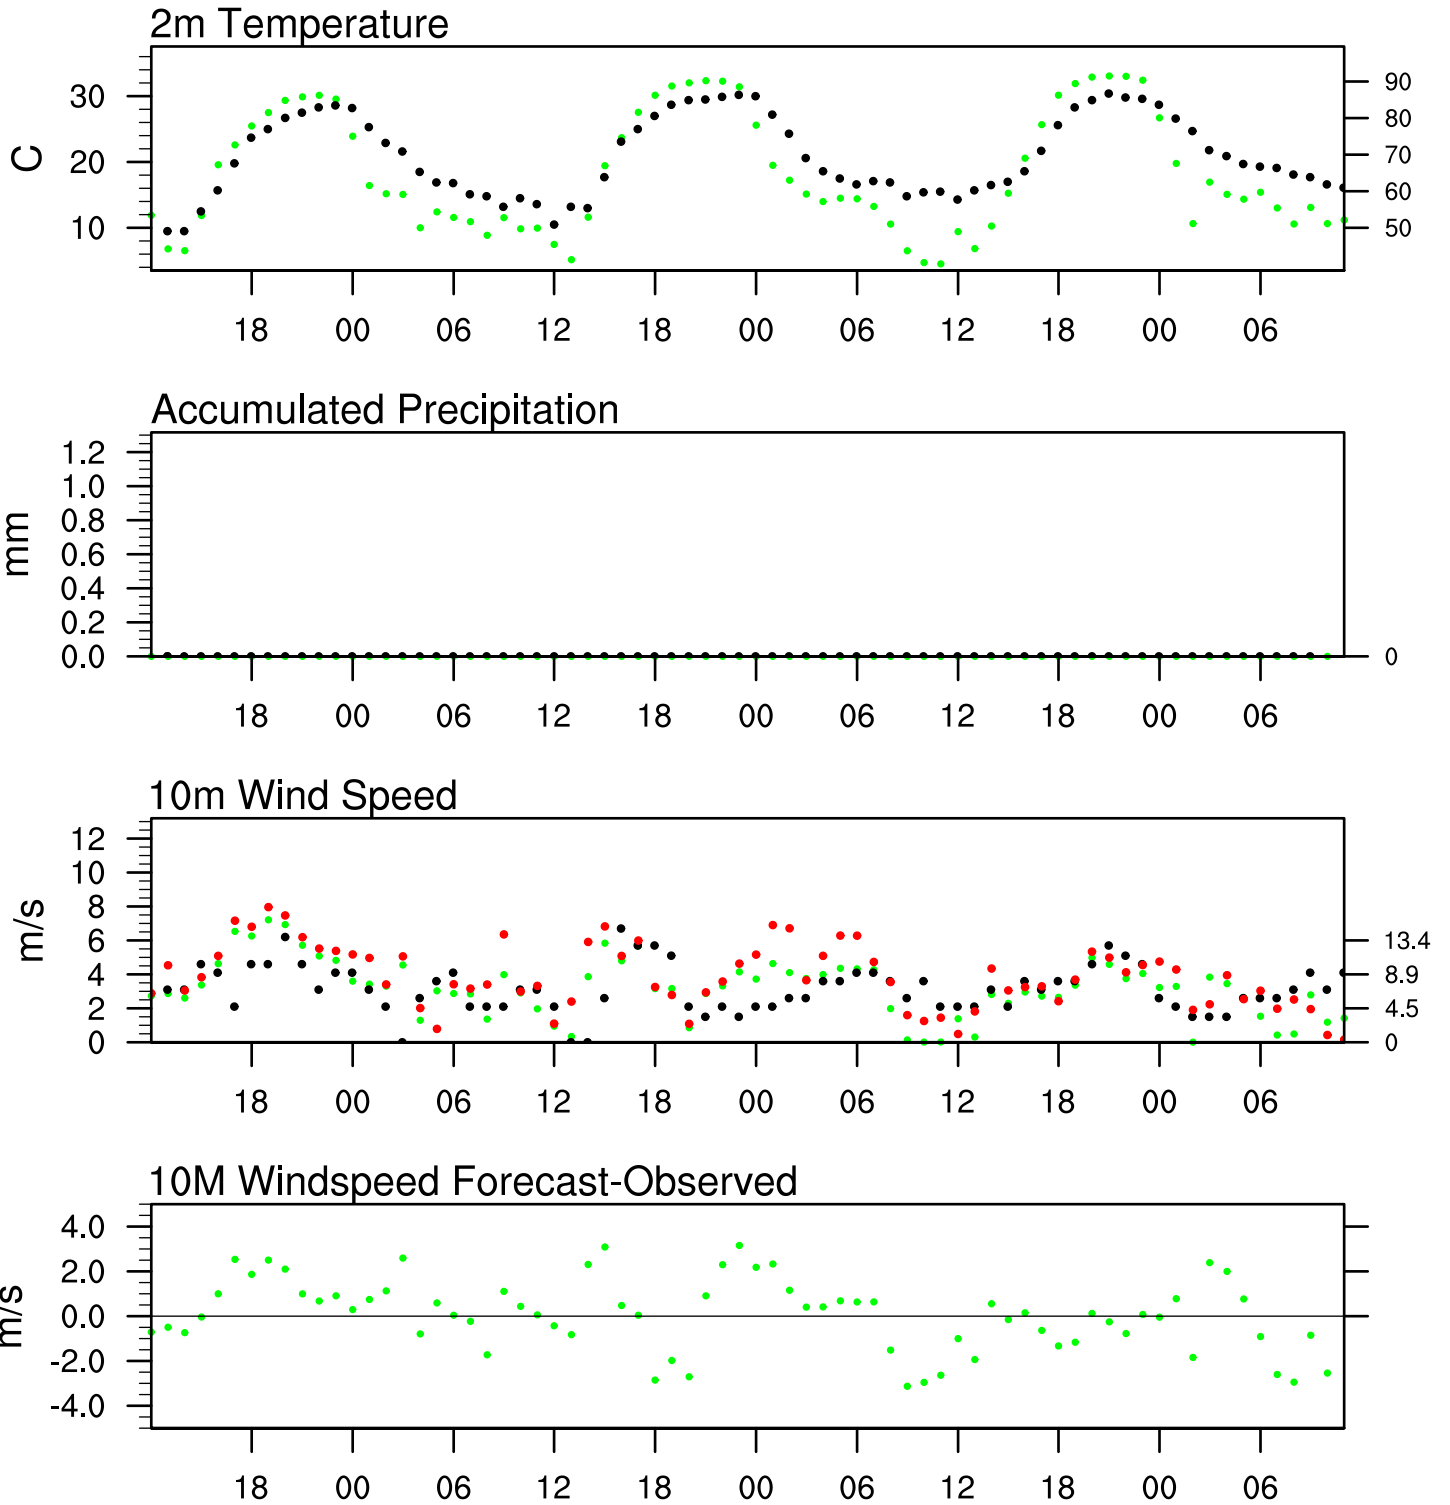 2m Temperature
C
30
20
10
90
80
70
60
50
18 00 06 12 18 00 06 12 18 00 06
Accumulated Precipitation
mm
1.2
1.0
0.8
0.6
0.4
0.2
0.0
0
18 00 06 12 18 00 06 12 18 00 06
10m Wind Speed
m/s
12
10
8
6
4
2
0
13.4
8.9
4.5
0
18 00 06 12 18 00 06 12 18 00 06
10M Windspeed Forecast-Observed
m/s
4.0
2.0
0.0
-2.0
-4.0
18 00 06 12 18 00 06 12 18 00 06